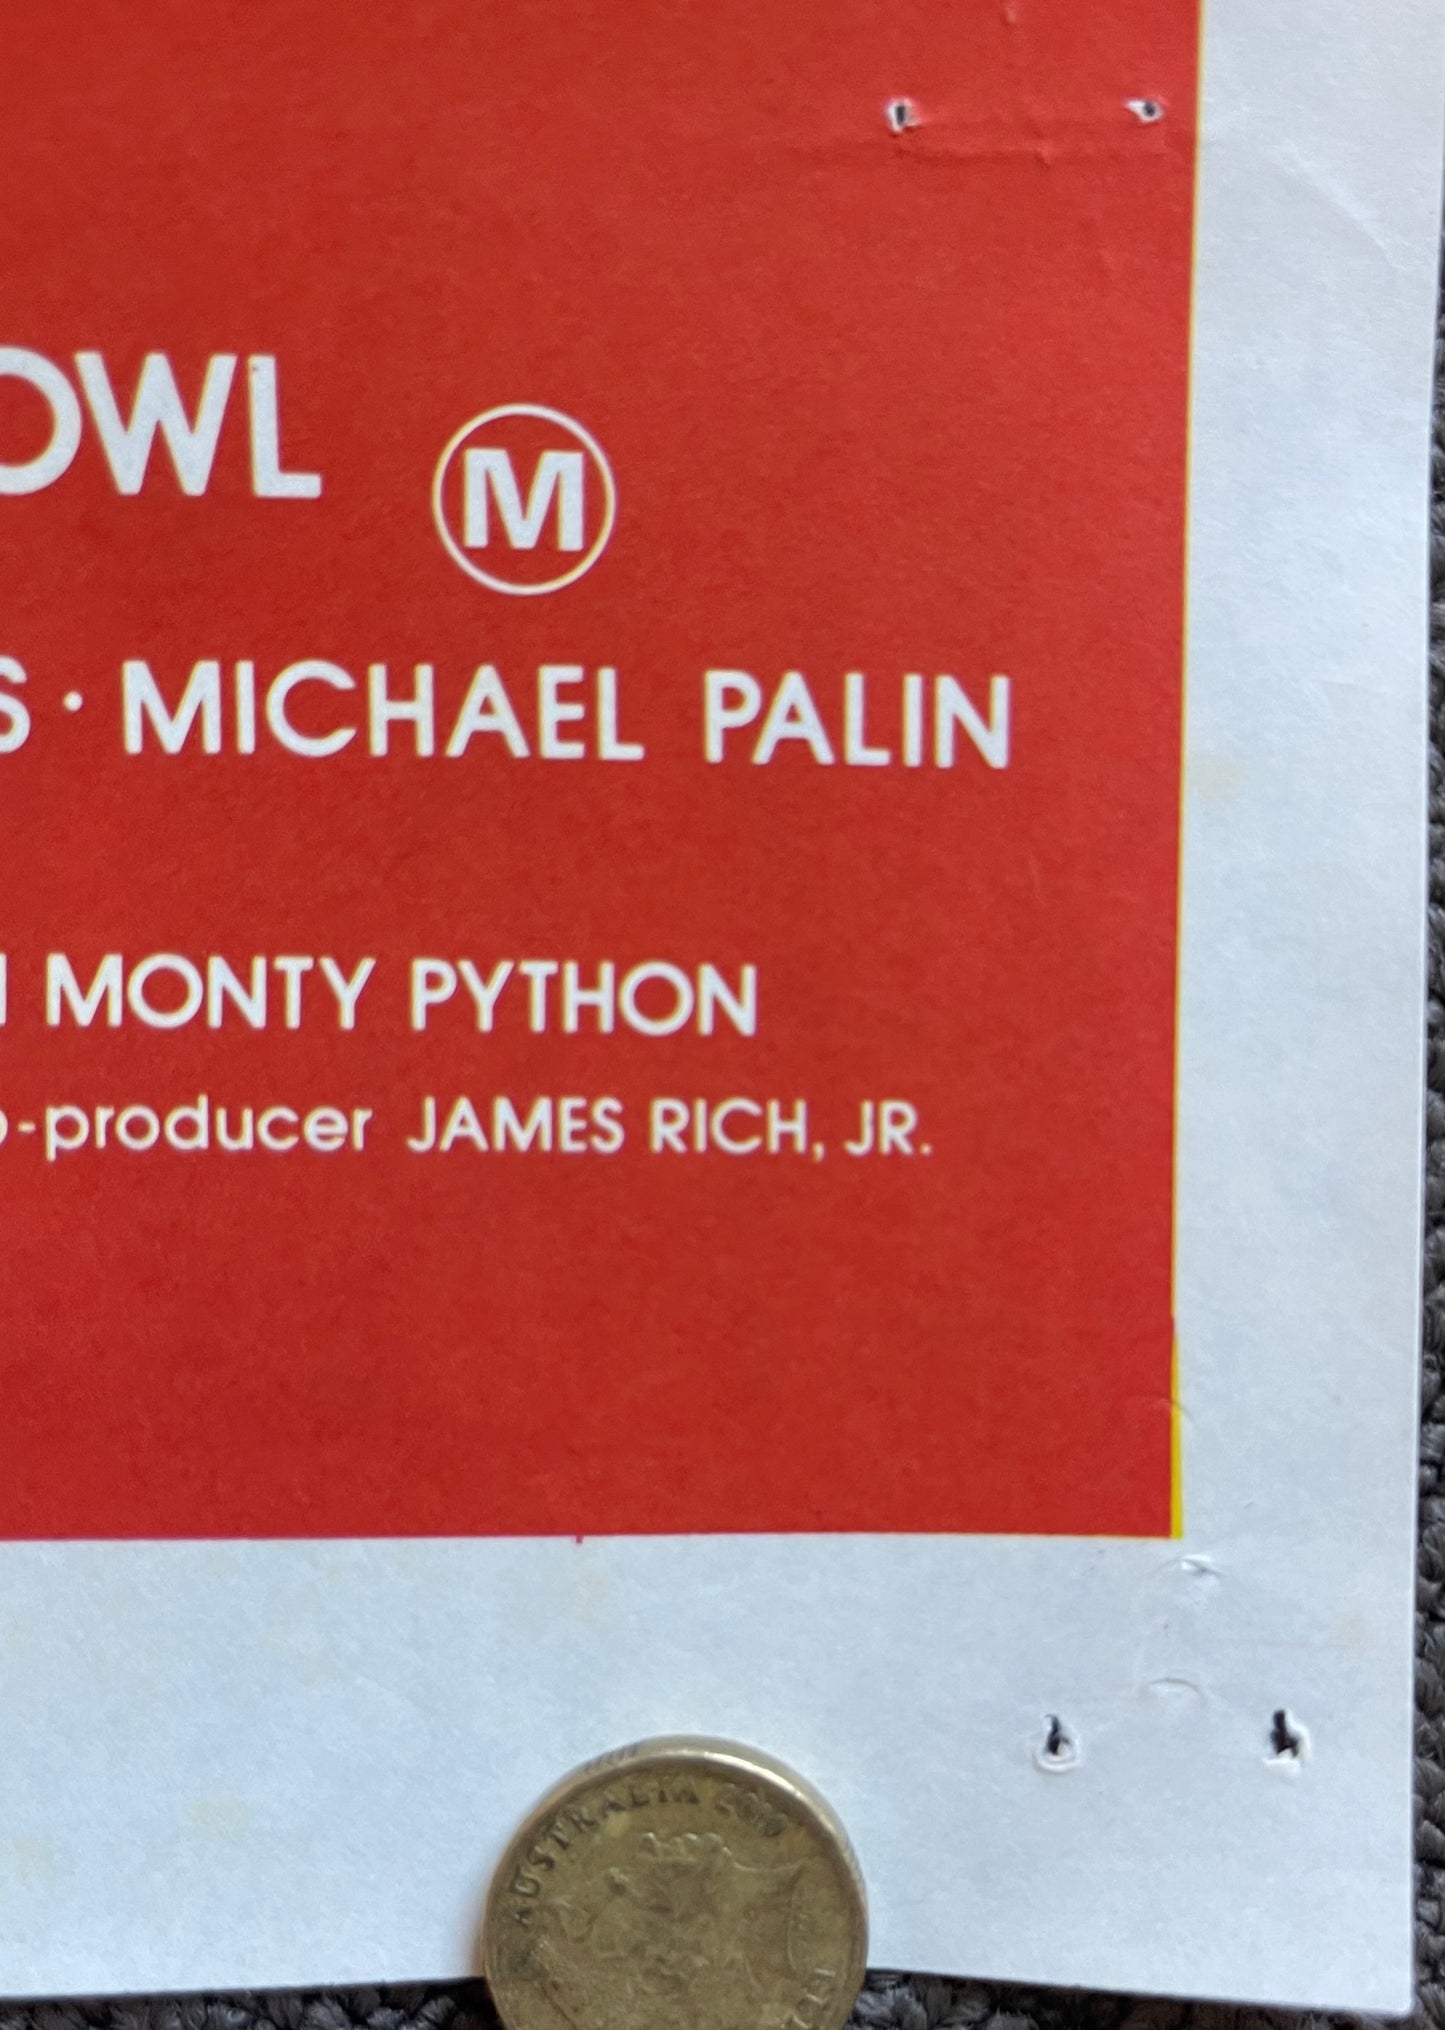 OWL M
S · MICHAEL PALIN
MONTY PYTHON
-producer JAMES RICH, JR.
AUSTRALIA